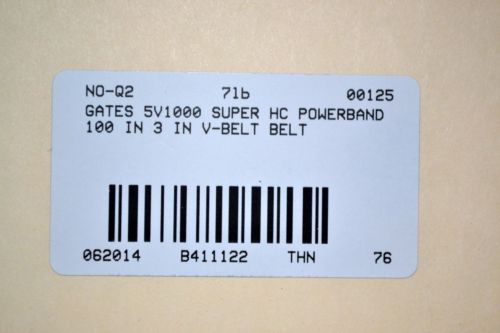 NO-Q2 7lb 00125
GATES 5V1000 SUPER HC POWERBAND
100 IN 3 IN V-BELT BELT
062014 B411122 THN 76